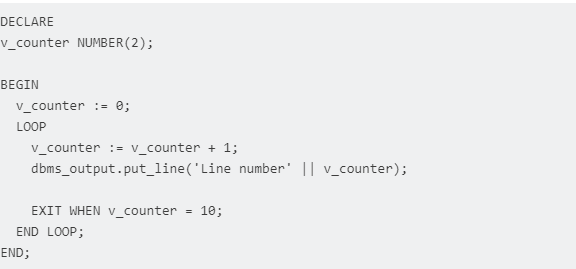 DECLARE
v_counter NUMBER(2);
BEGIN
v_counter := 0;
LOOP
v_counter := v_counter + 1;
dbms_output.put_line('Line number' || v_counter);
EXIT WHEN v_counter = 10;
END LOOP;
END;